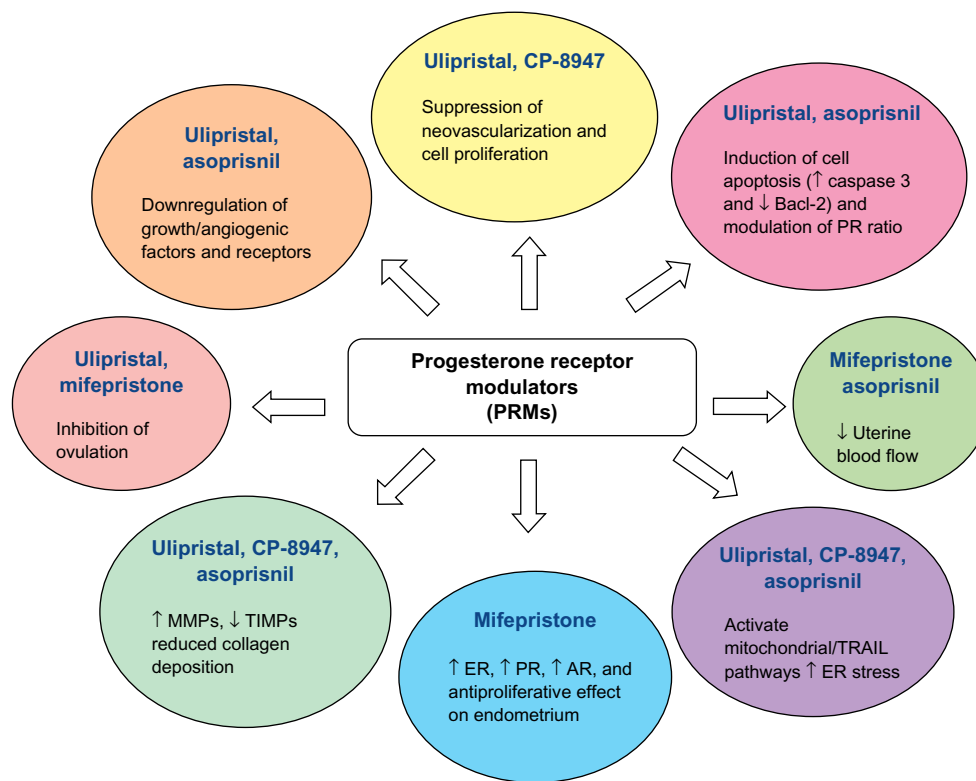 Ulipristal, CP-8947
Suppression of
neovascularization and
cell proliferation
Ulipristal,
asoprisnil
Downregulation of
growth/angiogenic
factors and receptors
Ulipristal, asoprisnil
Induction of cell
apoptosis (↑ caspase 3
and ↓ Bacl-2) and
modulation of PR ratio
Ulipristal,
mifepristone
Inhibition of
ovulation
Progesterone receptor
modulators
(PRMs)
Mifepristone
asoprisnil
↓ Uterine
blood flow
Ulipristal, CP-8947,
asoprisnil
↑ MMPs, ↓ TIMPs
reduced collagen
deposition
Mifepristone
↑ ER, ↑ PR, ↑ AR, and
antiproliferative effect
on endometrium
Ulipristal, CP-8947,
asoprisnil
Activate
mitochondrial/TRAIL
pathways ↑ ER stress